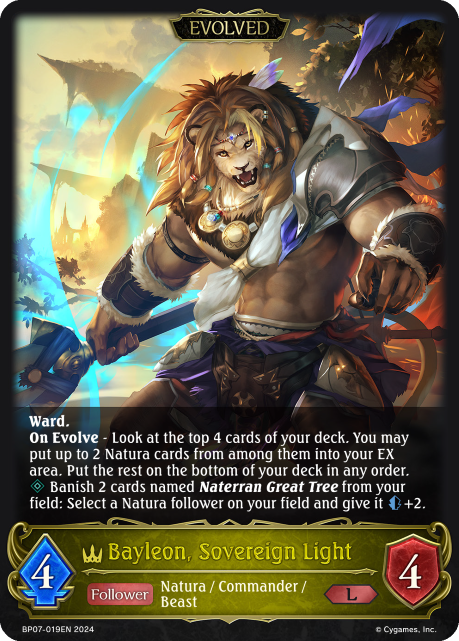 EVOLVED
Ward.
On Evolve - Look at the top 4 cards of your deck. You may
put up to 2 Natura cards from among them into your EX
area. Put the rest on the bottom of your deck in any order.
Banish 2 cards named Naterran Great Tree from your
field: Select a Natura follower on your field and give it +2.
Bayleon, Sovereign Light
4
Follower
Natura / Commander /
Beast
L
4
BP07-019EN 2024
© Cygames, Inc.